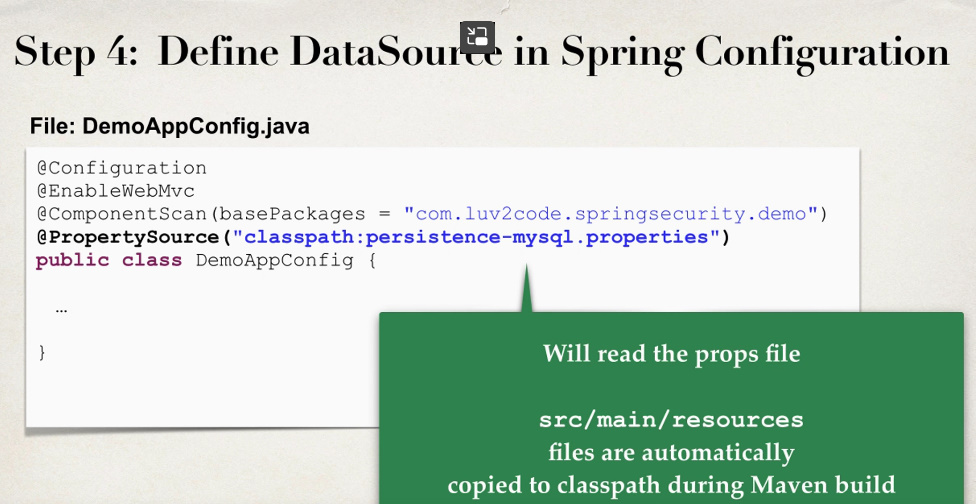 Step 4: Define DataSource in Spring Configuration
File: DemoAppConfig.java
@Configuration
@EnableWebMvc
@ComponentScan(basePackages = "com.luv2code.springsecurity.demo")
@PropertySource("classpath:persistence-mysql.properties")
public class DemoAppConfig {
…
}
Will read the props file
src/main/resources
files are automatically
copied to classpath during Maven build